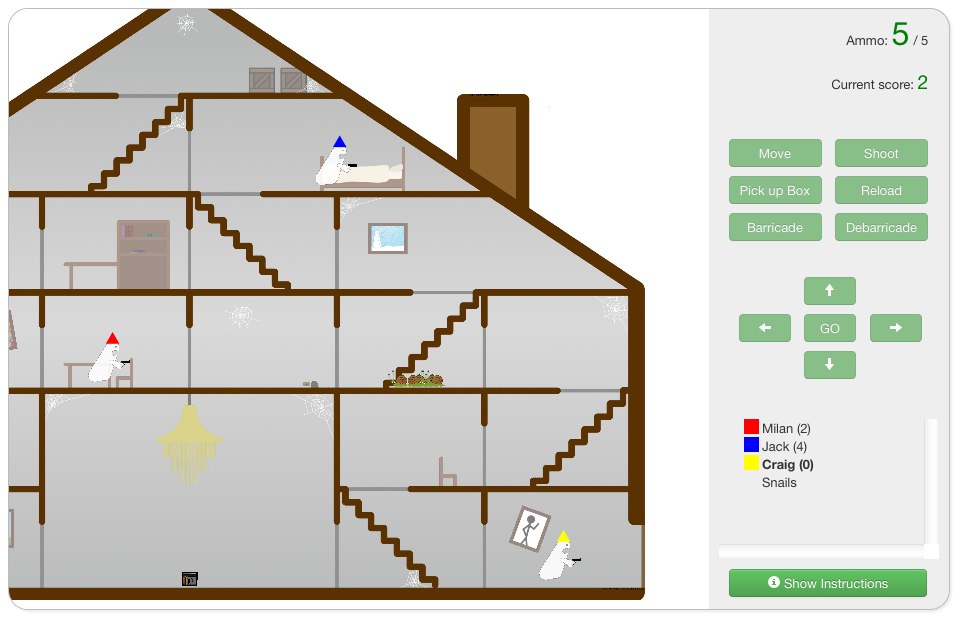 Ammo: 5 / 5
Current score: 2
Move
Shoot
Pick up Box
Reload
Barricade
Debarricade
GO
Milan (2)
Jack (4)
Craig (0)
Snails
Show Instructions